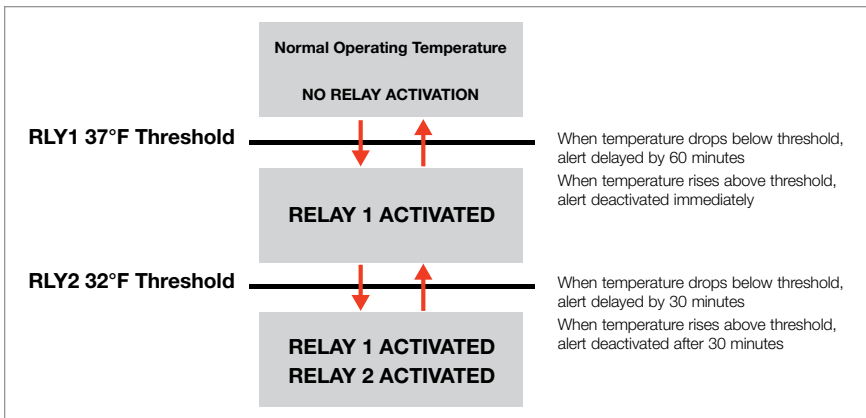 Normal Operating Temperature
NO RELAY ACTIVATION
RLY1 37°F Threshold
When temperature drops below threshold,
alert delayed by 60 minutes
When temperature rises above threshold,
alert deactivated immediately
RELAY 1 ACTIVATED
RLY2 32°F Threshold
When temperature drops below threshold,
alert delayed by 30 minutes
When temperature rises above threshold,
alert deactivated after 30 minutes
RELAY 1 ACTIVATED
RELAY 2 ACTIVATED